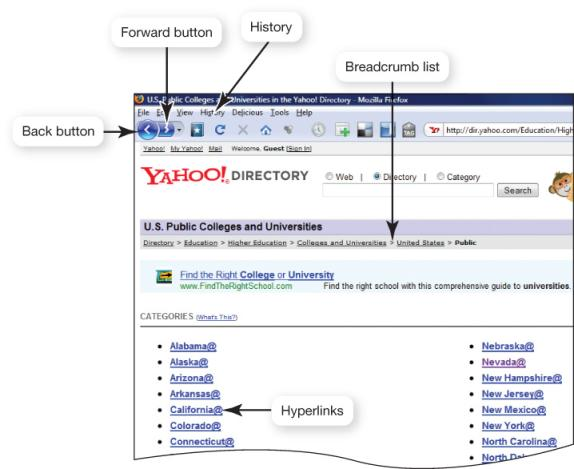 Forward button
History
Breadcrumb list
Back button
U.S. Public Colleges and Universities in the Yahoo! Directory - Mozilla Firefox
File Edit View History Delicious Tools Help
TAG
http://dir.yahoo.com/Education/High
Yahoo! My Yahoo! Mail Welcome, Guest [Sign In]
YAHOO! DIRECTORY
Web | Directory | Category
Search
U.S. Public Colleges and Universities
Directory > Education > Higher Education > Colleges and Universities > United States > Public
Find the Right College or University
www.FindTheRightSchool.com Find the right school with this comprehensive guide to universities.
CATEGORIES (What's This?)
Alabama@
Alaska@
Arizona@
Arkansas@
California@
Colorado@
Connecticut@
Hyperlinks
Nebraska@
Nevada@
New Hampshire@
New Jersey@
New Mexico@
New York@
North Carolina@
North